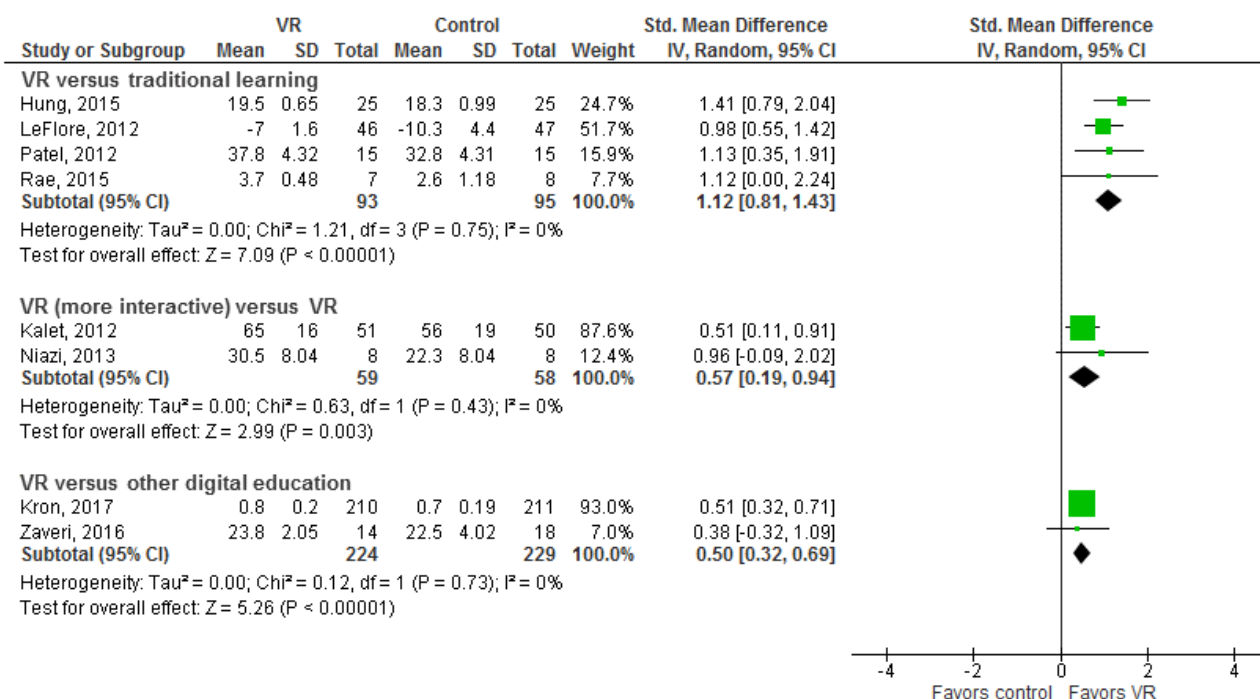 VR Control Std. Mean Difference Std. Mean Difference
Study or Subgroup Mean SD Total Mean SD Total Weight IV, Random, 95% CI IV, Random, 95% CI
VR versus traditional learning
Hung, 2015 19.5 0.65 25 18.3 0.99 25 24.7% 1.41 [0.79, 2.04]
LeFlore, 2012 -7 1.6 46 -10.3 4.4 47 51.7% 0.98 [0.55, 1.42]
Patel, 2012 37.8 4.32 15 32.8 4.31 15 15.9% 1.13 [0.35, 1.91]
Rae, 2015 3.7 0.48 7 2.6 1.18 8 7.7% 1.12 [0.00, 2.24]
Subtotal (95% CI) 93 95 100.0% 1.12 [0.81, 1.43]
Heterogeneity: Tau² = 0.00; Chi² = 1.21, df = 3 (P = 0.75); I² = 0%
Test for overall effect: Z = 7.09 (P < 0.00001)
VR (more interactive) versus VR
Kalet, 2012 65 16 51 56 19 50 87.6% 0.51 [0.11, 0.91]
Niazi, 2013 30.5 8.04 8 22.3 8.04 8 12.4% 0.96 [-0.09, 2.02]
Subtotal (95% CI) 59 58 100.0% 0.57 [0.19, 0.94]
Heterogeneity: Tau² = 0.00; Chi² = 0.63, df = 1 (P = 0.43); I² = 0%
Test for overall effect: Z = 2.99 (P = 0.003)
VR versus other digital education
Kron, 2017 0.8 0.2 210 0.7 0.19 211 93.0% 0.51 [0.32, 0.71]
Zaveri, 2016 23.8 2.05 14 22.5 4.02 18 7.0% 0.38 [-0.32, 1.09]
Subtotal (95% CI) 224 229 100.0% 0.50 [0.32, 0.69]
Heterogeneity: Tau² = 0.00; Chi² = 0.12, df = 1 (P = 0.73); I² = 0%
Test for overall effect: Z = 5.26 (P < 0.00001)
-4 -2 0 2 4
Favors control Favors VR